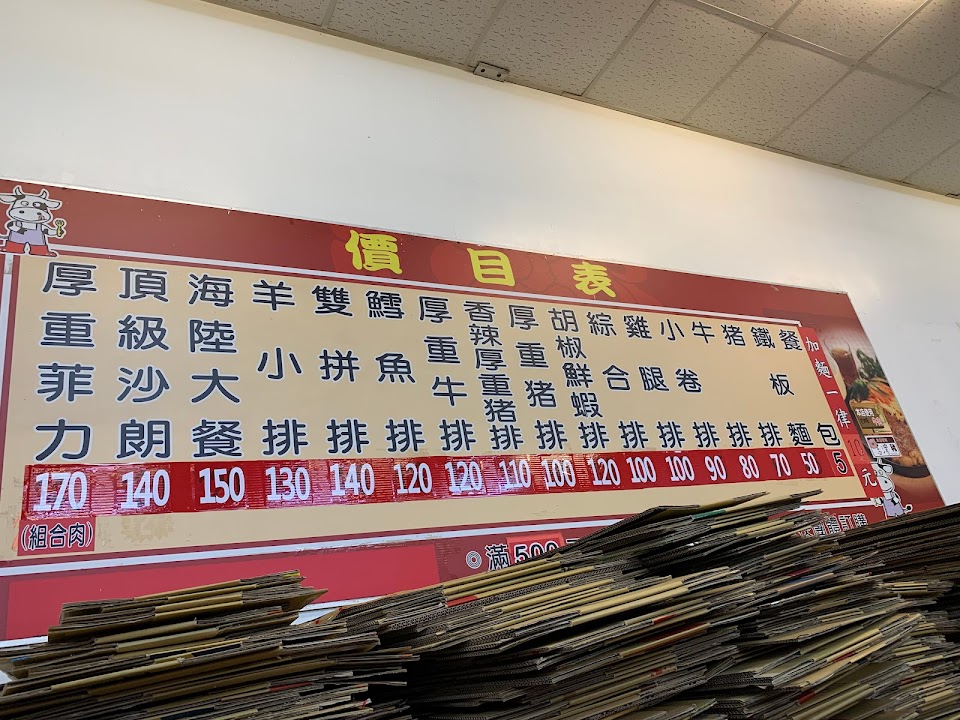 價目表
厚重菲力 170
(組合肉)
頂級沙朗 140
海陸大餐 150
羊小排 130
雙拼排 140
鱈魚排 120
厚重牛排 120
香辣厚重豬排 110
厚重豬排 100
胡椒鮮蝦排 120
綜合排 100
雞腿排 100
小卷排 90
牛排 80
豬排 70
鐵板麵 50
餐包 5
加麵一律10元
◎滿500